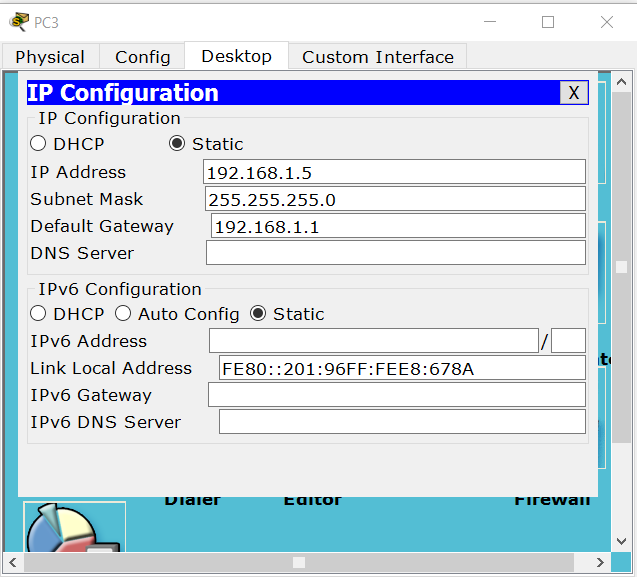 PC3
Physical Config Desktop Custom Interface
IP Configuration X
IP Configuration
DHCP Static
IP Address 192.168.1.5
Subnet Mask 255.255.255.0
Default Gateway 192.168.1.1
DNS Server
IPv6 Configuration
DHCP Auto Config Static
IPv6 Address /
Link Local Address FE80::201:96FF:FEE8:678A
IPv6 Gateway
IPv6 DNS Server
Dialer Editor Firewall